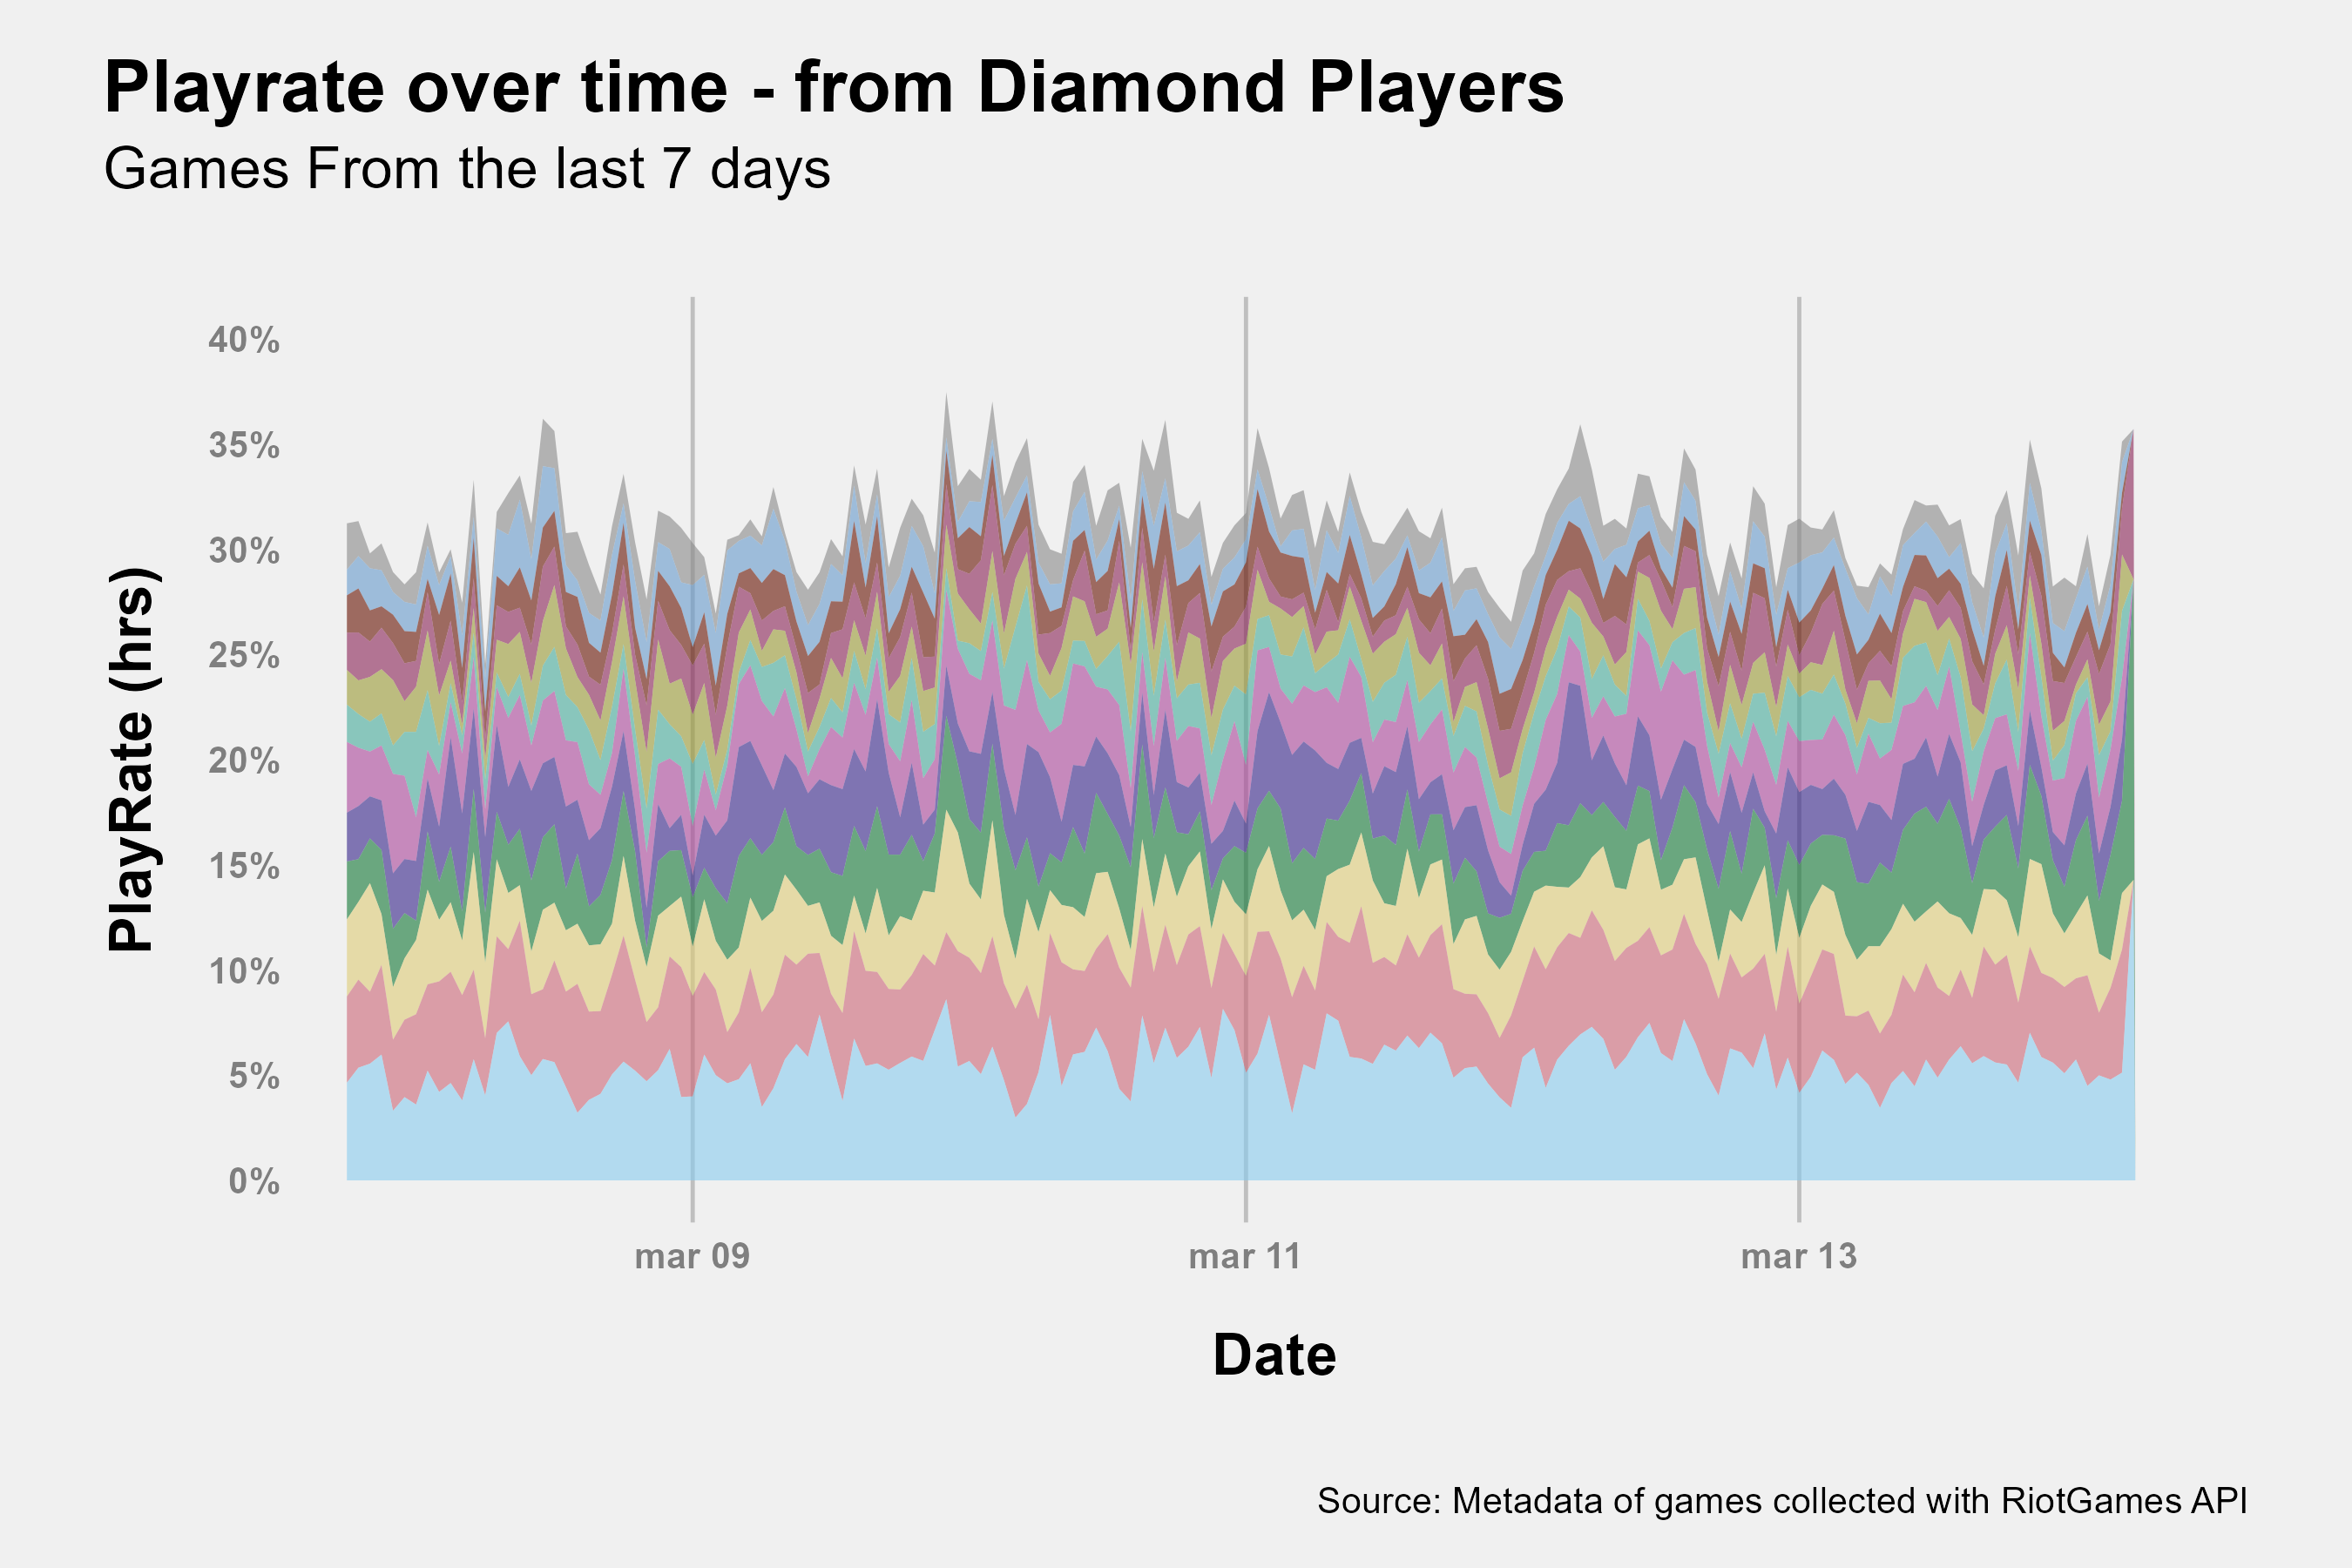 Playrate over time - from Diamond Players
Games From the last 7 days
PlayRate (hrs)
40%
35%
30%
25%
20%
15%
10%
5%
0%
mar 09
mar 11
mar 13
Date
Source: Metadata of games collected with RiotGames API